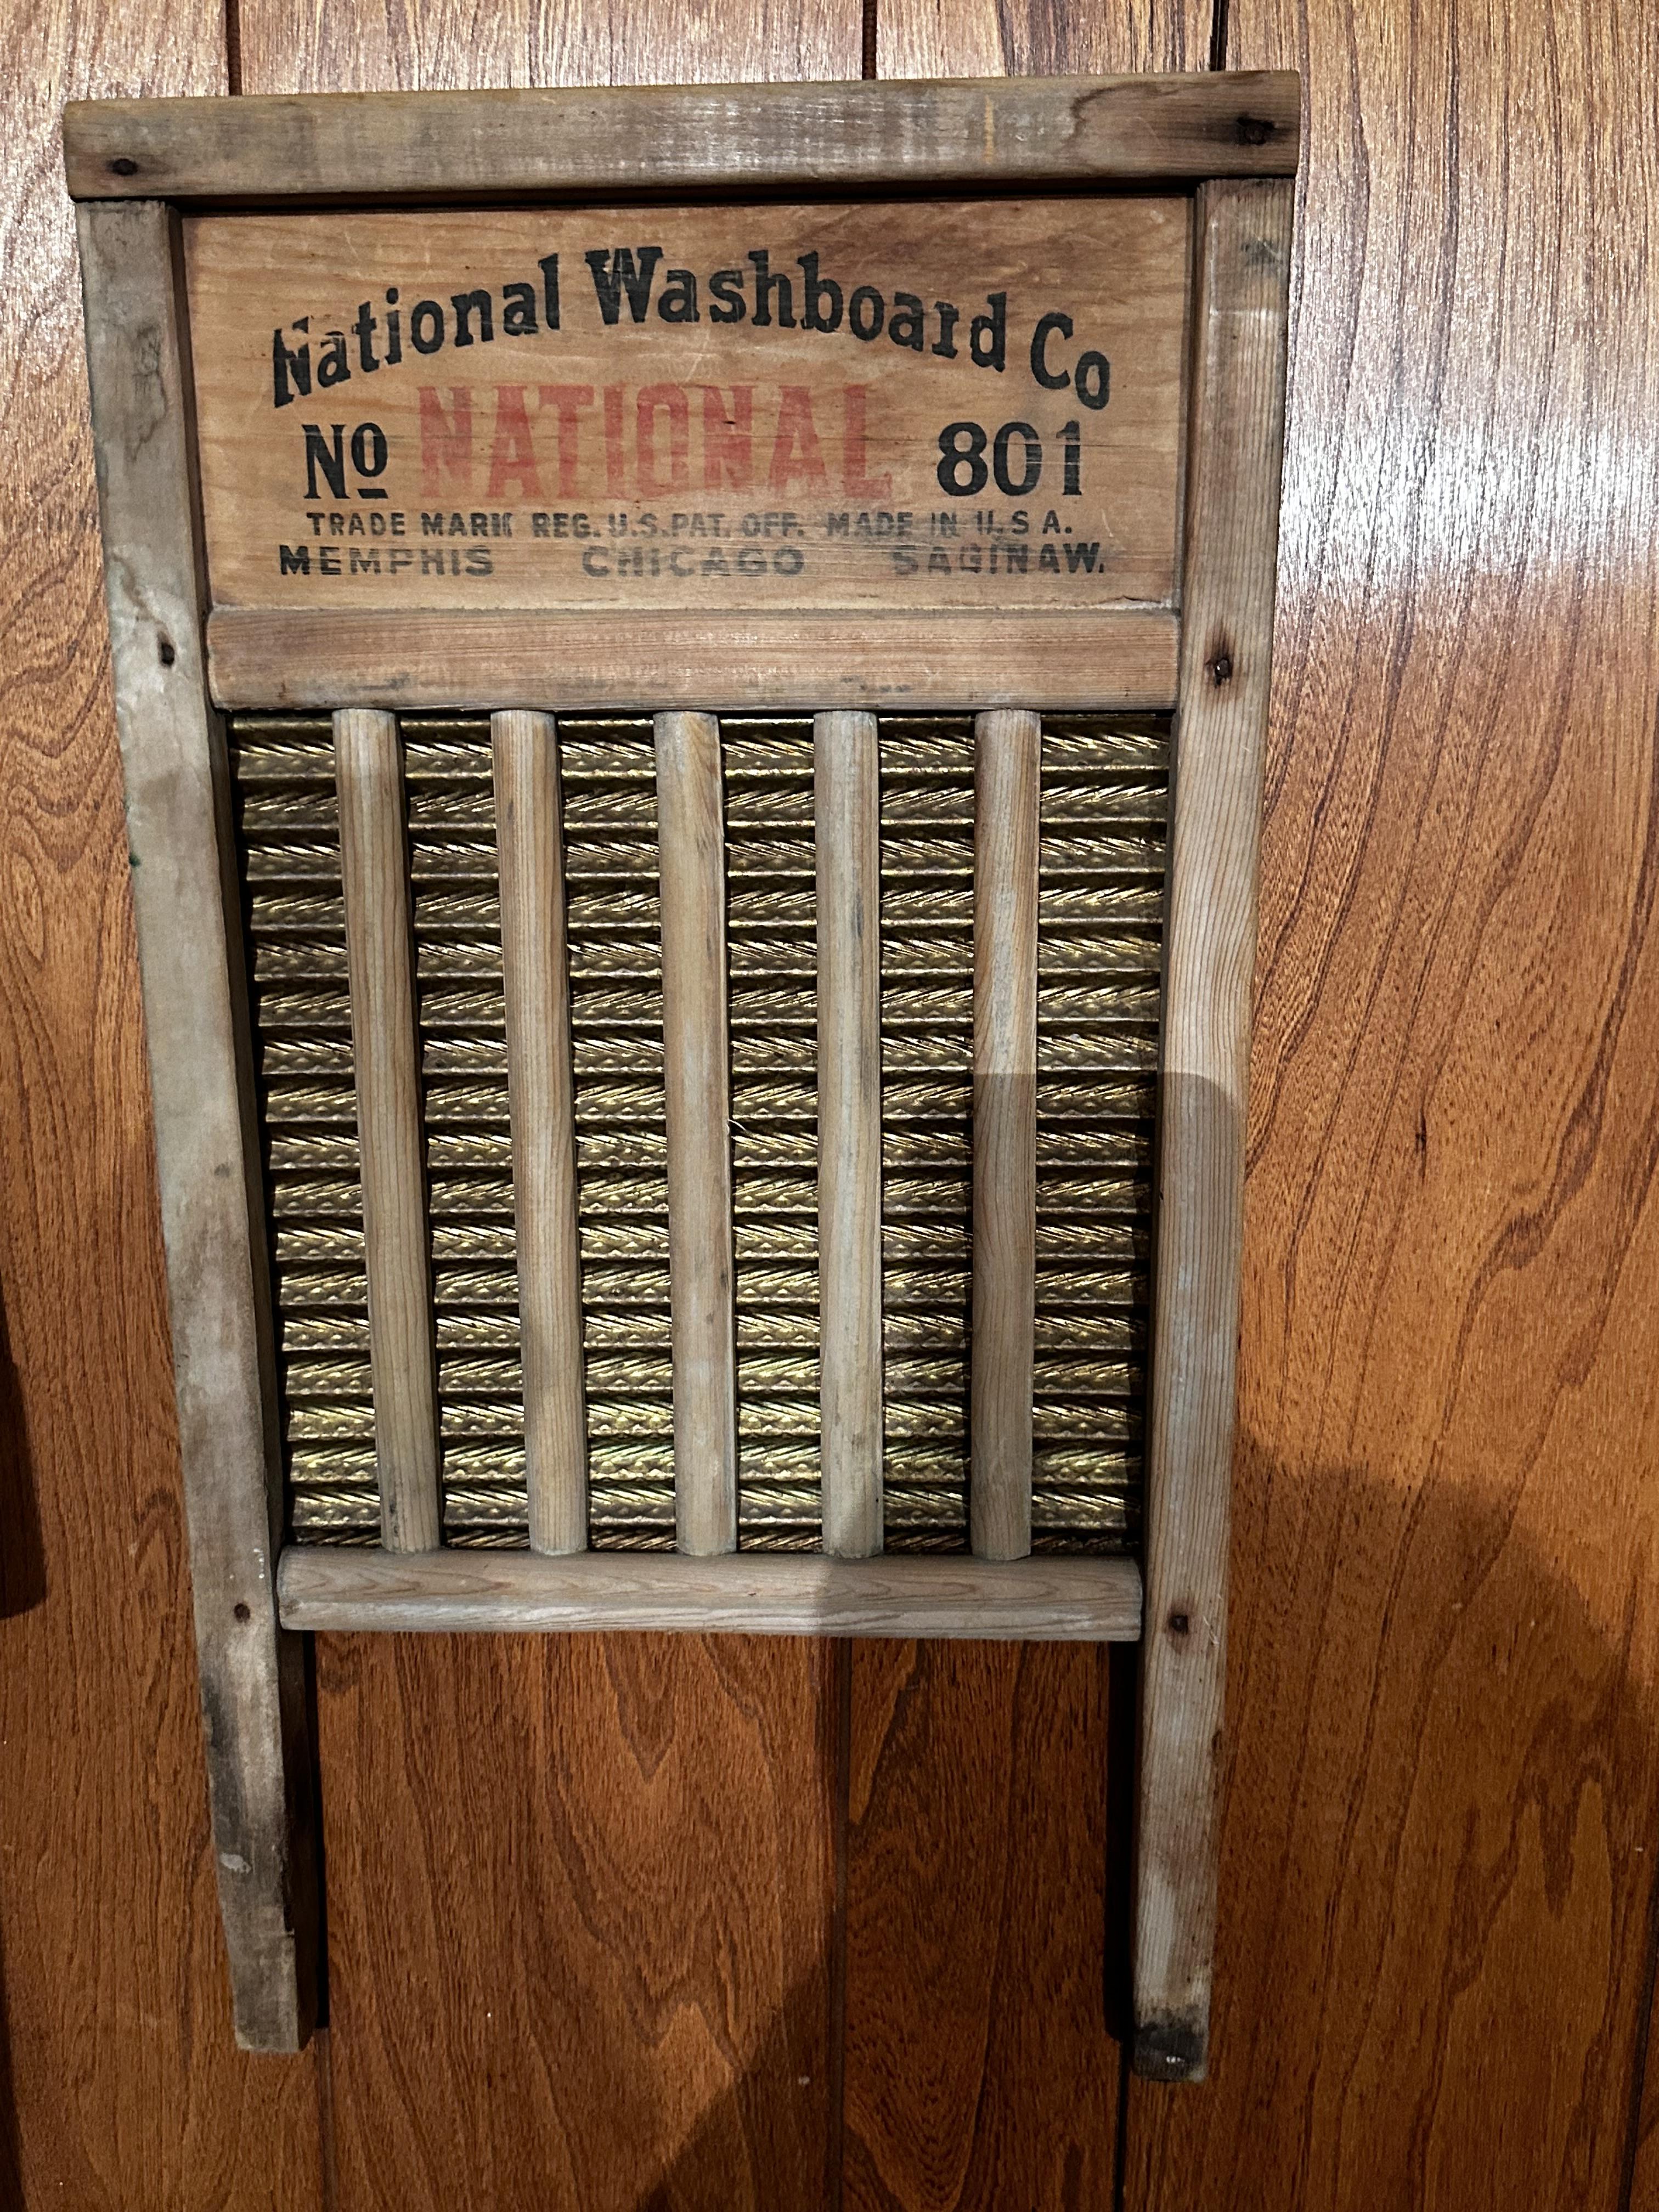 National Washboard Co
No NATIONAL 801
TRADE MARK REG. U.S. PAT. OFF. MADE IN U.S.A.
MEMPHIS CHICAGO SAGINAW.